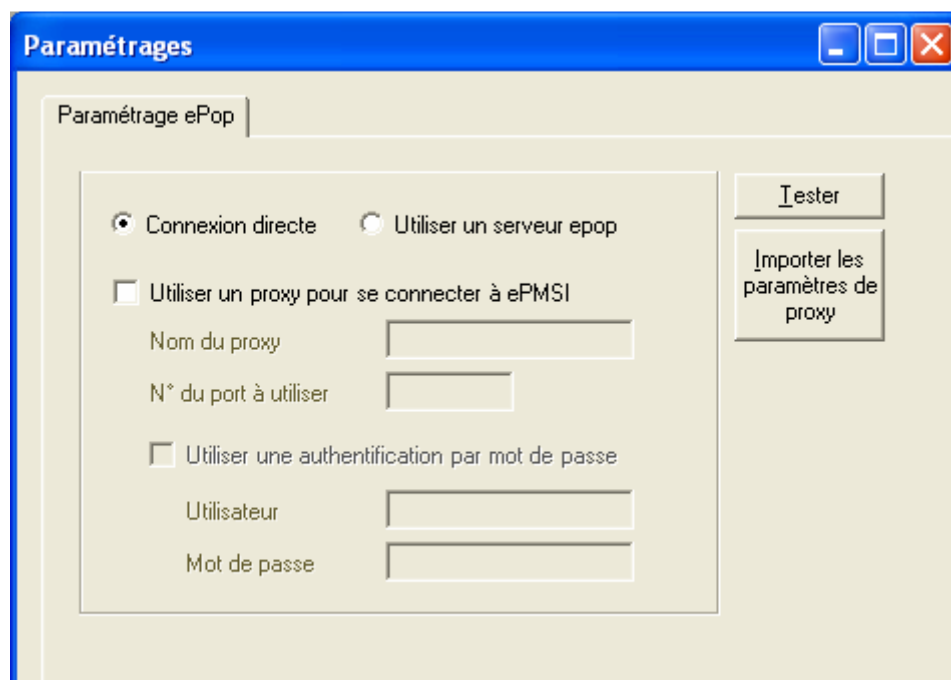 Paramétrages
Paramétrage ePop
Connexion directe
Utiliser un serveur epop
Tester
Importer les
paramètres de
proxy
Utiliser un proxy pour se connecter à ePMSI
Nom du proxy
N° du port à utiliser
Utiliser une authentification par mot de passe
Utilisateur
Mot de passe